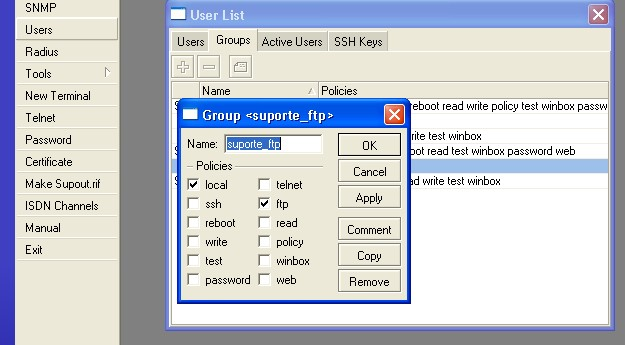 SNMP
Users
Radius
Tools
New Terminal
Telnet
Password
Certificate
Make Supout.rif
ISDN Channels
Manual
Exit
User List
Users Groups Active Users SSH Keys
Name Policies
reboot read write policy test winbox passw
rite test winbox
oot read test winbox password web
ad write test winbox
Group <suporte_ftp>
Name: suporte_ftp
OK
Cancel
Apply
Comment
Copy
Remove
Policies
local telnet
ssh ftp
reboot read
write policy
test winbox
password web